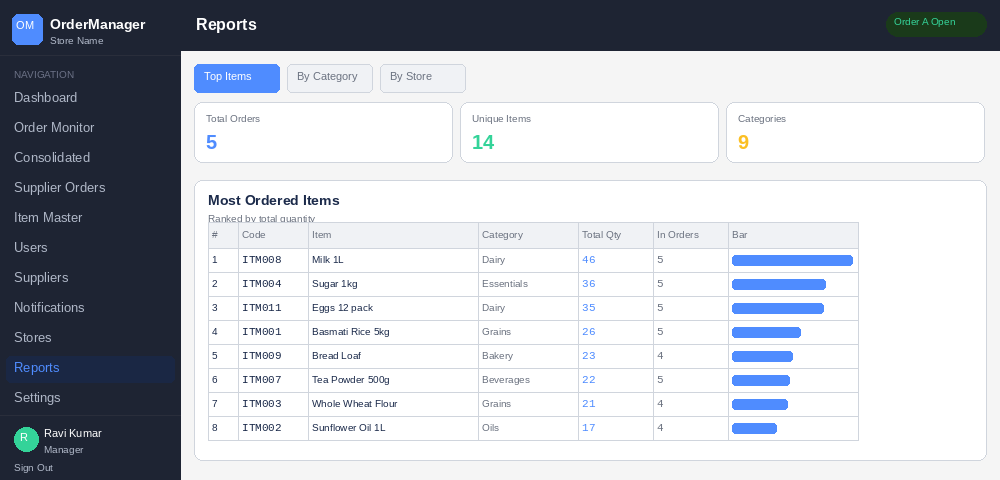 OM
OrderManager
Store Name
NAVIGATION
Dashboard
Order Monitor
Consolidated
Supplier Orders
Item Master
Users
Suppliers
Notifications
Stores
Reports
Settings
R
Ravi Kumar
Manager
Sign Out
Reports
Order A Open
Top Items
By Category
By Store
Total Orders
5
Unique Items
14
Categories
9
Most Ordered Items
Ranked by total quantity
# Code Item Category Total Qty In Orders Bar
1 ITM008 Milk 1L Dairy 46 5
2 ITM004 Sugar 1kg Essentials 36 5
3 ITM011 Eggs 12 pack Dairy 35 5
4 ITM001 Basmati Rice 5kg Grains 26 5
5 ITM009 Bread Loaf Bakery 23 4
6 ITM007 Tea Powder 500g Beverages 22 5
7 ITM003 Whole Wheat Flour Grains 21 4
8 ITM002 Sunflower Oil 1L Oils 17 4